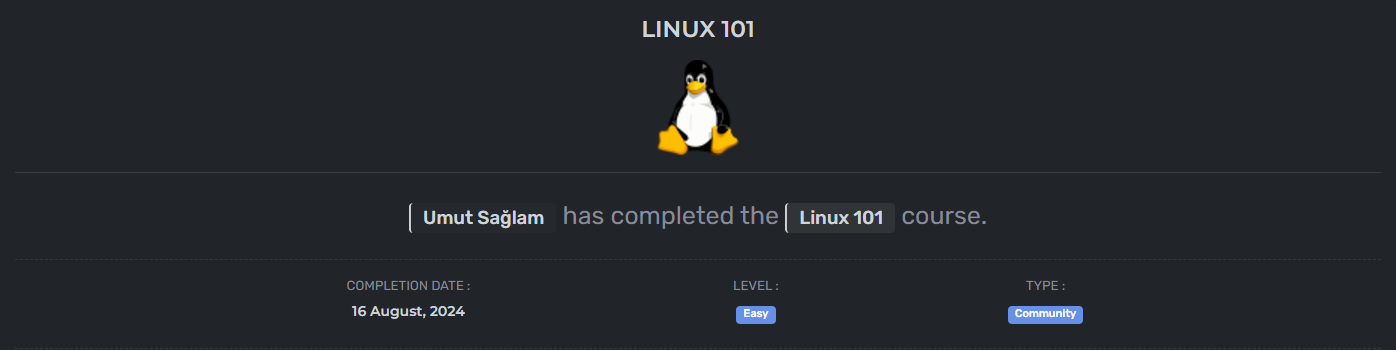 LINUX 101
Umut Sağlam has completed the Linux 101 course.
COMPLETION DATE : LEVEL : TYPE :
16 August, 2024 Easy Community